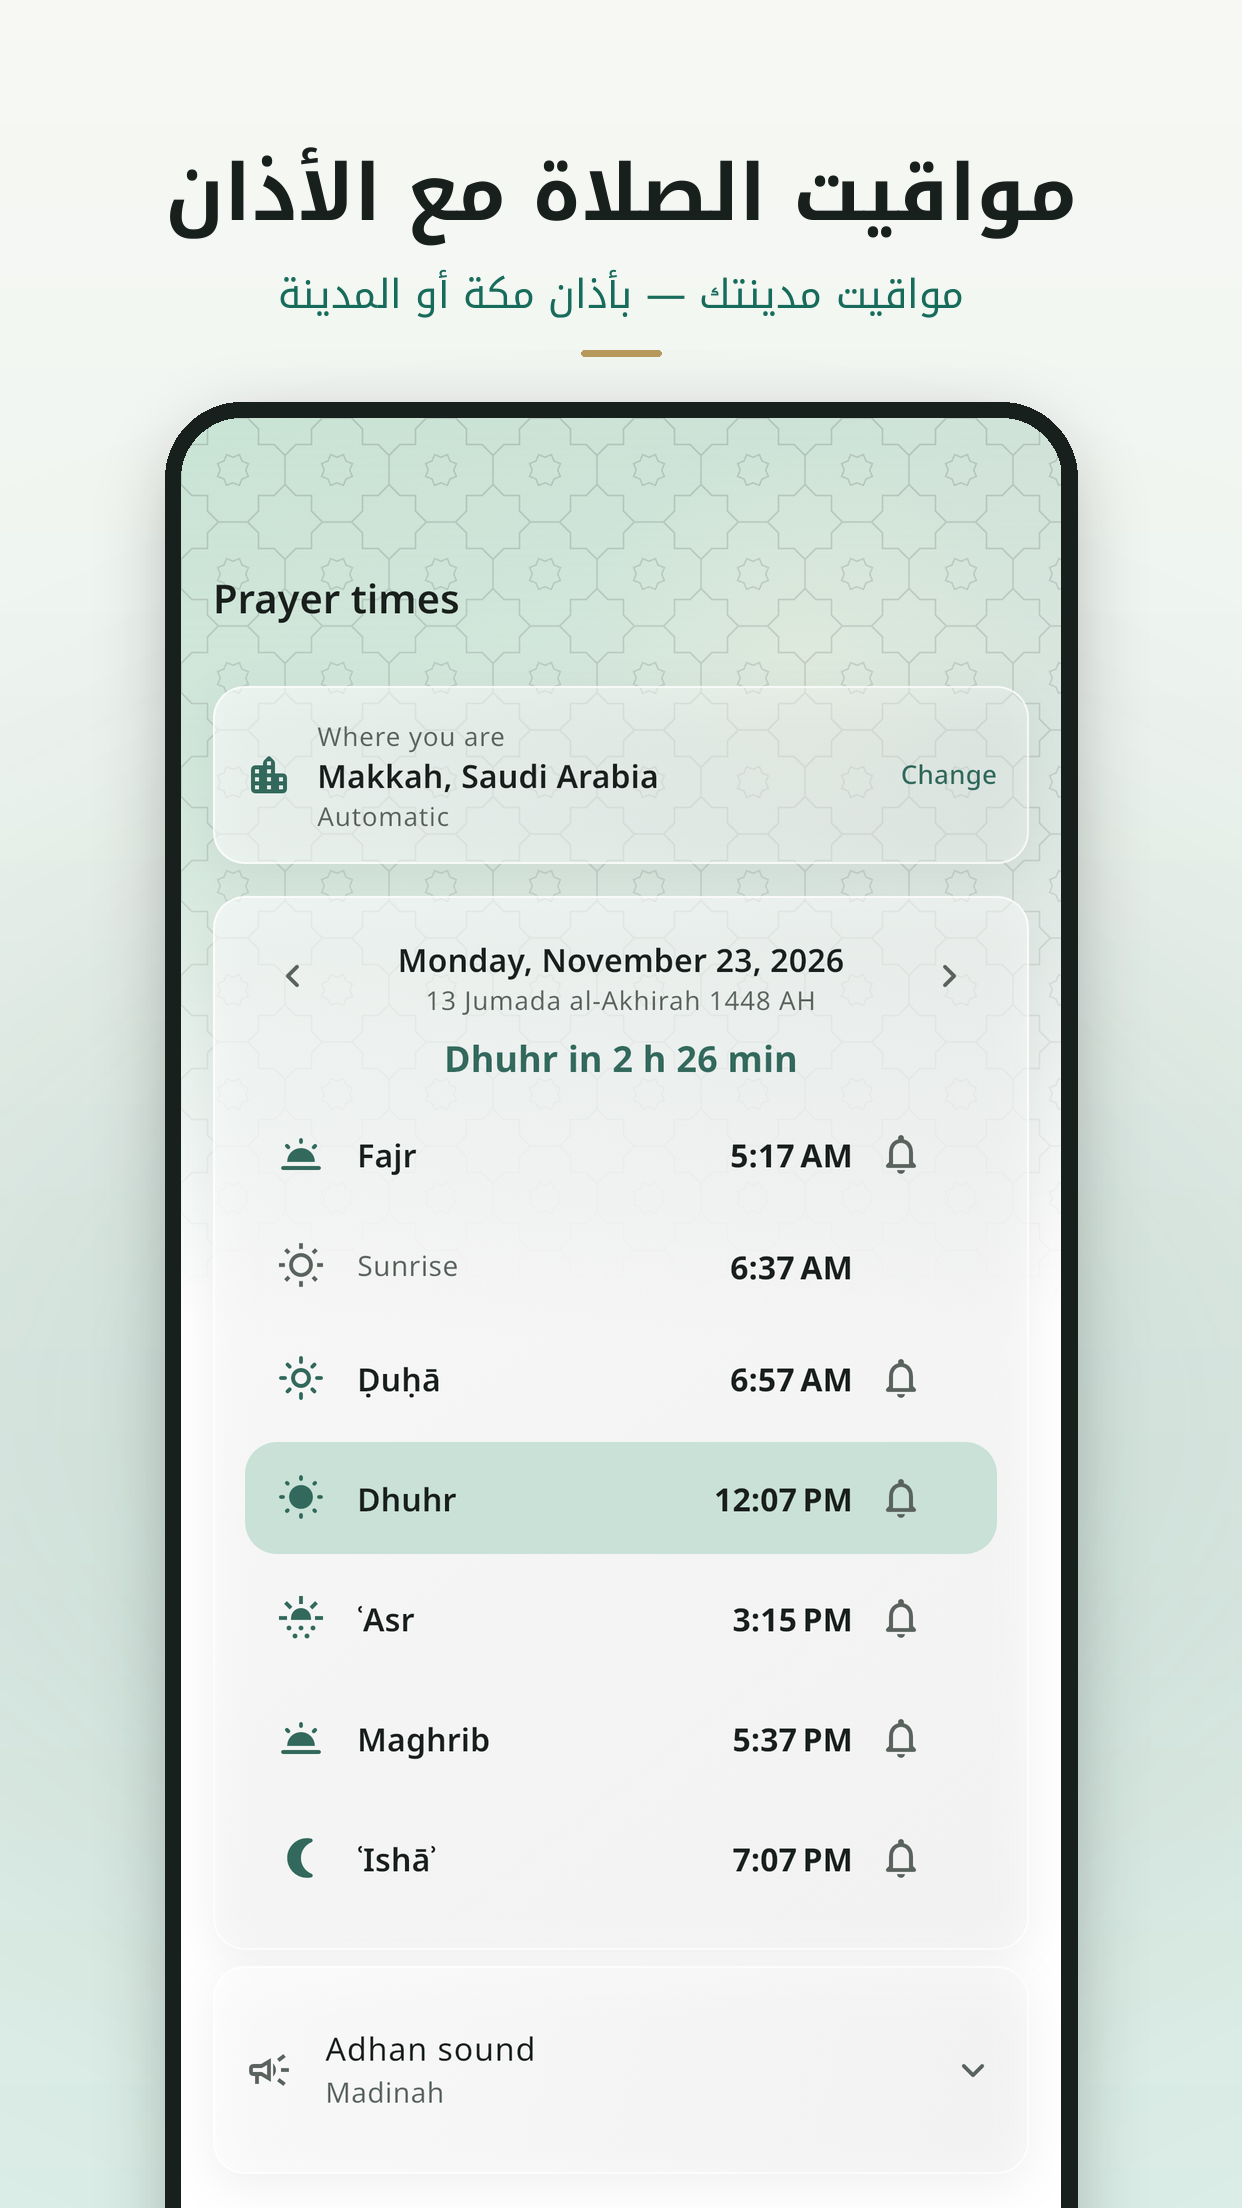 مواقيت الصلاة مع الأذان
مواقيت مدينتك — بأذان مكة أو المدينة
Prayer times
Where you are
Makkah, Saudi Arabia
Automatic
Change
Monday, November 23, 2026
13 Jumada al-Akhirah 1448 AH
Dhuhr in 2 h 26 min
Fajr 5:17 AM
Sunrise 6:37 AM
Ḍuḥā 6:57 AM
Dhuhr 12:07 PM
ʿAsr 3:15 PM
Maghrib 5:37 PM
ʿIshāʾ 7:07 PM
Adhan sound
Madinah